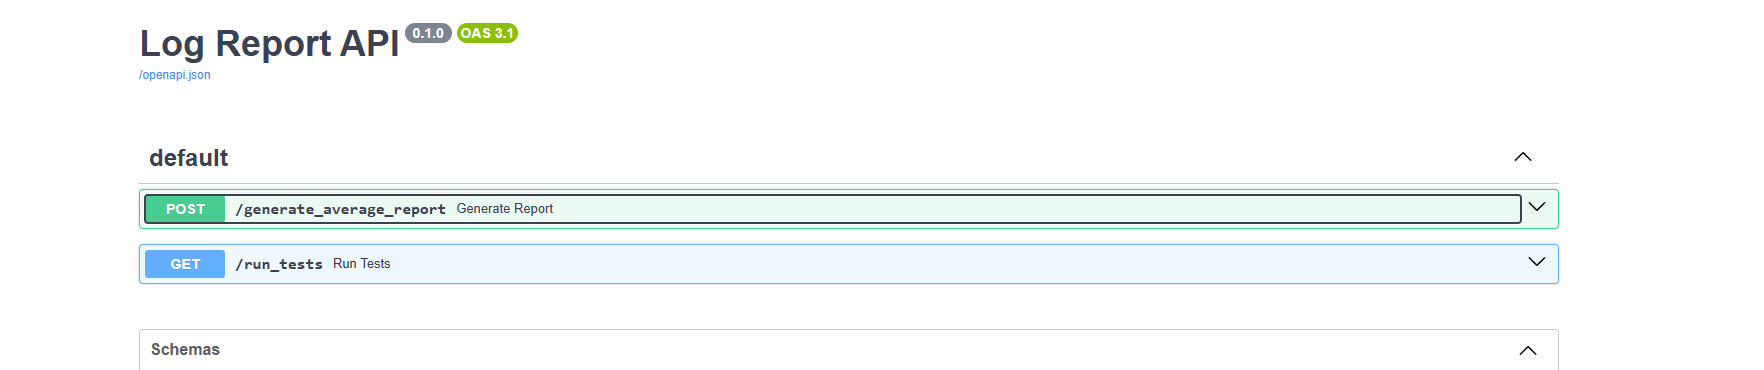 Log Report API 0.1.0 OAS 3.1
/openapi.json
default
POST /generate_average_report Generate Report
GET /run_tests Run Tests
Schemas